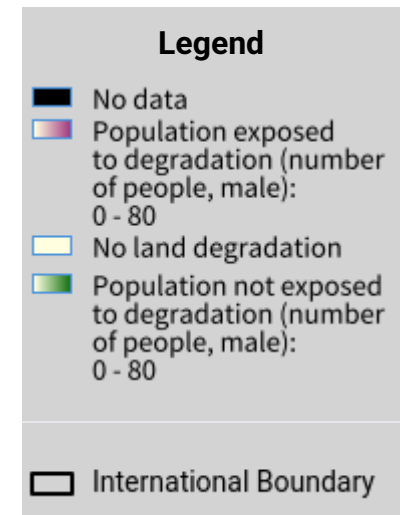 Legend
No data
Population exposed
to degradation (number
of people, male):
0 - 80
No land degradation
Population not exposed
to degradation (number
of people, male):
0 - 80
International Boundary